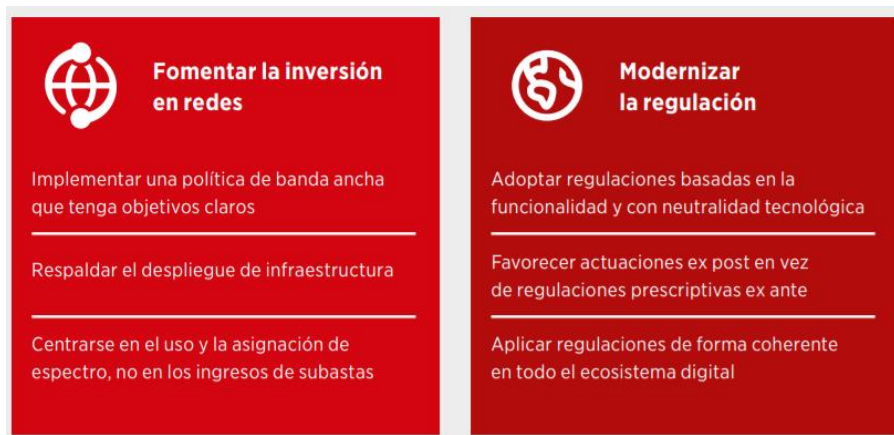 Fomentar la inversión
en redes
Implementar una política de banda ancha
que tenga objetivos claros
Respaldar el despliegue de infraestructura
Centrarse en el uso y la asignación de
espectro, no en los ingresos de subastas
Modernizar
la regulación
Adoptar regulaciones basadas en la
funcionalidad y con neutralidad tecnológica
Favorecer actuaciones ex post en vez
de regulaciones prescriptivas ex ante
Aplicar regulaciones de forma coherente
en todo el ecosistema digital